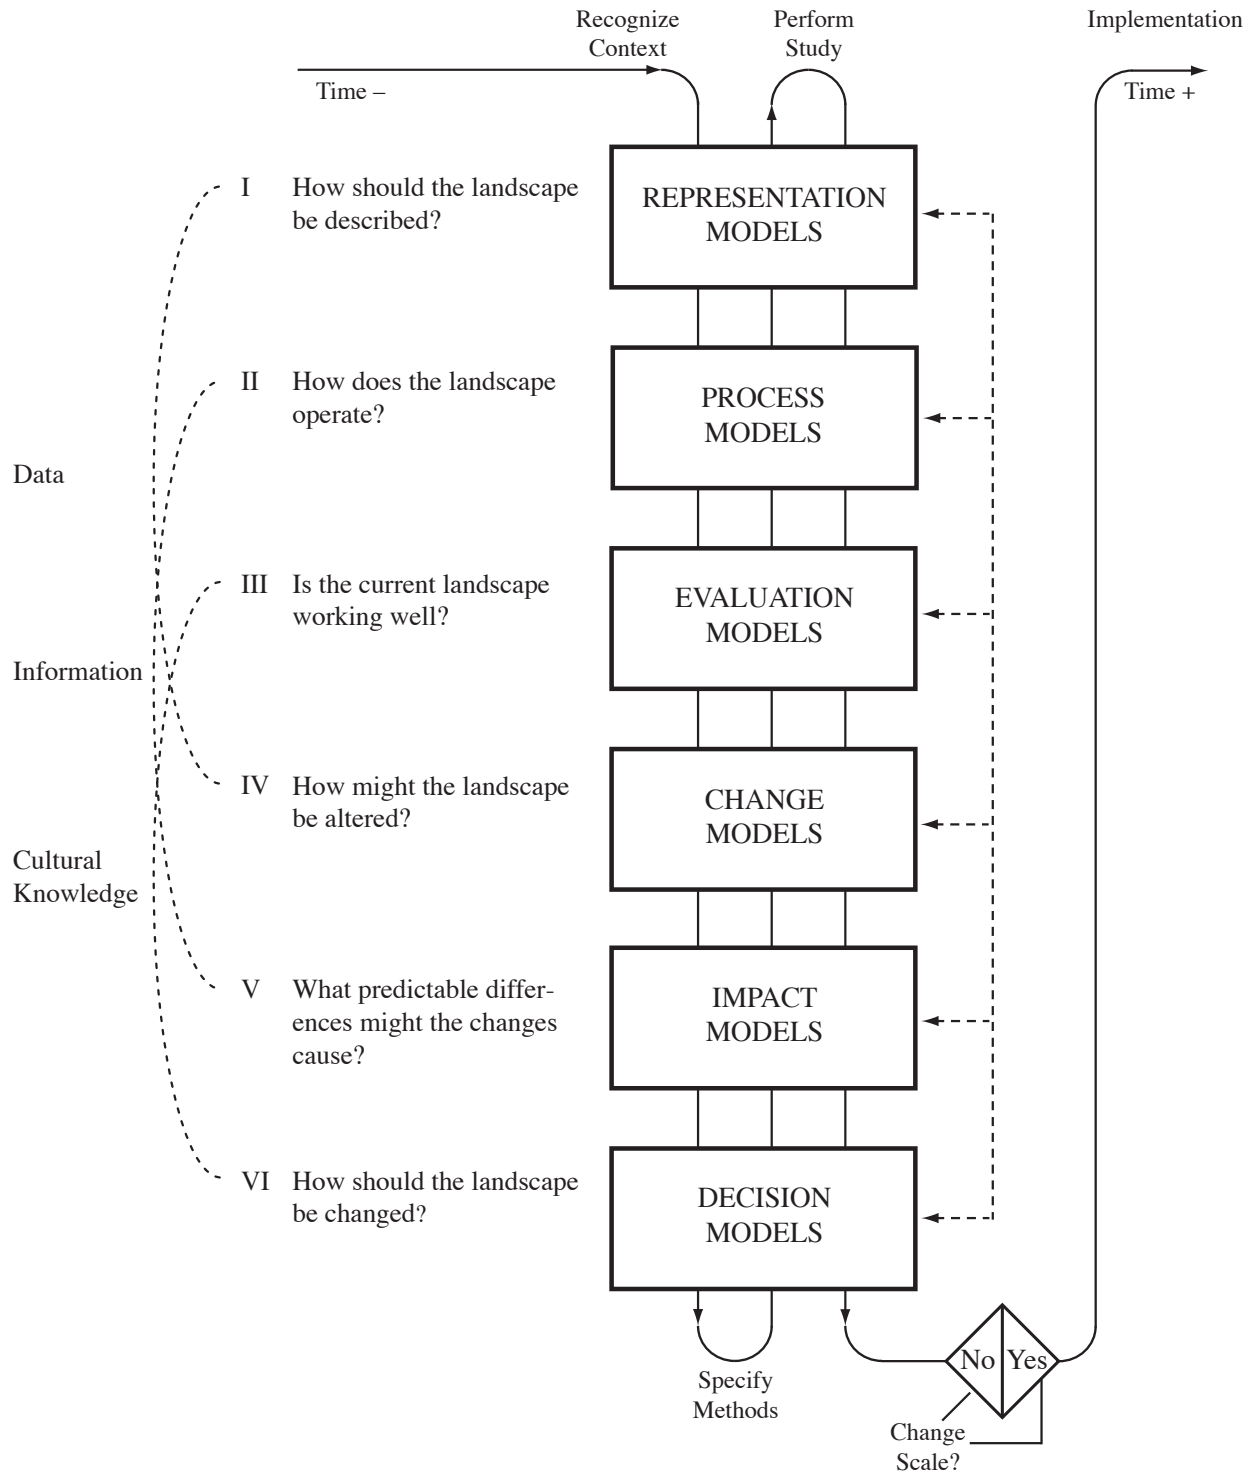 Recognize
Context
Perform
Study
Implementation
Time –
Time +
I How should the landscape
be described?
REPRESENTATION
MODELS
II How does the landscape
operate?
PROCESS
MODELS
Data
III Is the current landscape
working well?
EVALUATION
MODELS
Information
IV How might the landscape
be altered?
CHANGE
MODELS
Cultural
Knowledge
V What predictable differ-
ences might the changes
cause?
IMPACT
MODELS
VI How should the landscape
be changed?
DECISION
MODELS
No Yes
Specify
Methods
Change
Scale?